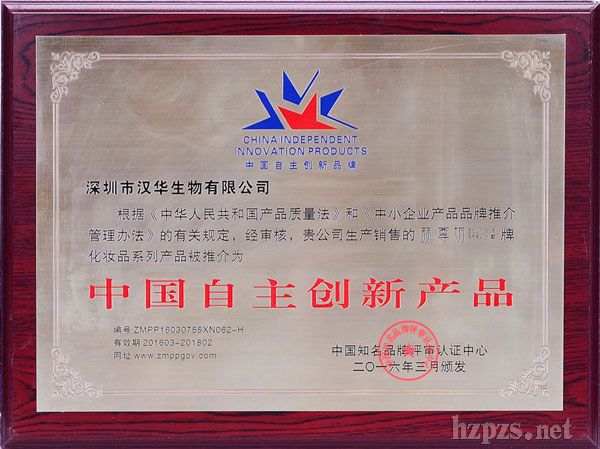 CHINA INDEPENDENT
INNOVATION PRODUCTS
中国自主创新品牌
深圳市汉华生物有限公司
根据《中华人民共和国产品质量法》和《中小企业产品品牌推介
管理办法》的有关规定，经审核，贵公司生产销售的 颜尊 牌
化妆品系列产品被推介为
中国自主创新产品
编号 ZMPP16030755XN062-H
有效期 201603-201802
网址 www.zmppgov.com
中国知名品牌评审认证中心
二〇一六年三月颁发
hzpzs.net